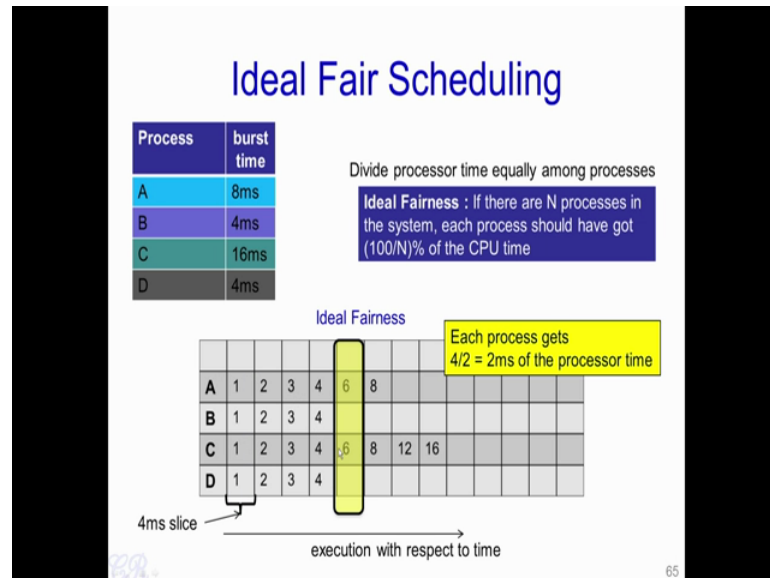 Ideal Fair Scheduling
Process burst time
A 8ms
B 4ms
C 16ms
D 4ms
Divide processor time equally among processes
Ideal Fairness : If there are N processes in
the system, each process should have got
(100/N)% of the CPU time
Ideal Fairness
Each process gets
4/2 = 2ms of the processor time
A 1 2 3 4 6 8
B 1 2 3 4
C 1 2 3 4 6 8 12 16
D 1 2 3 4
4ms slice
execution with respect to time
65